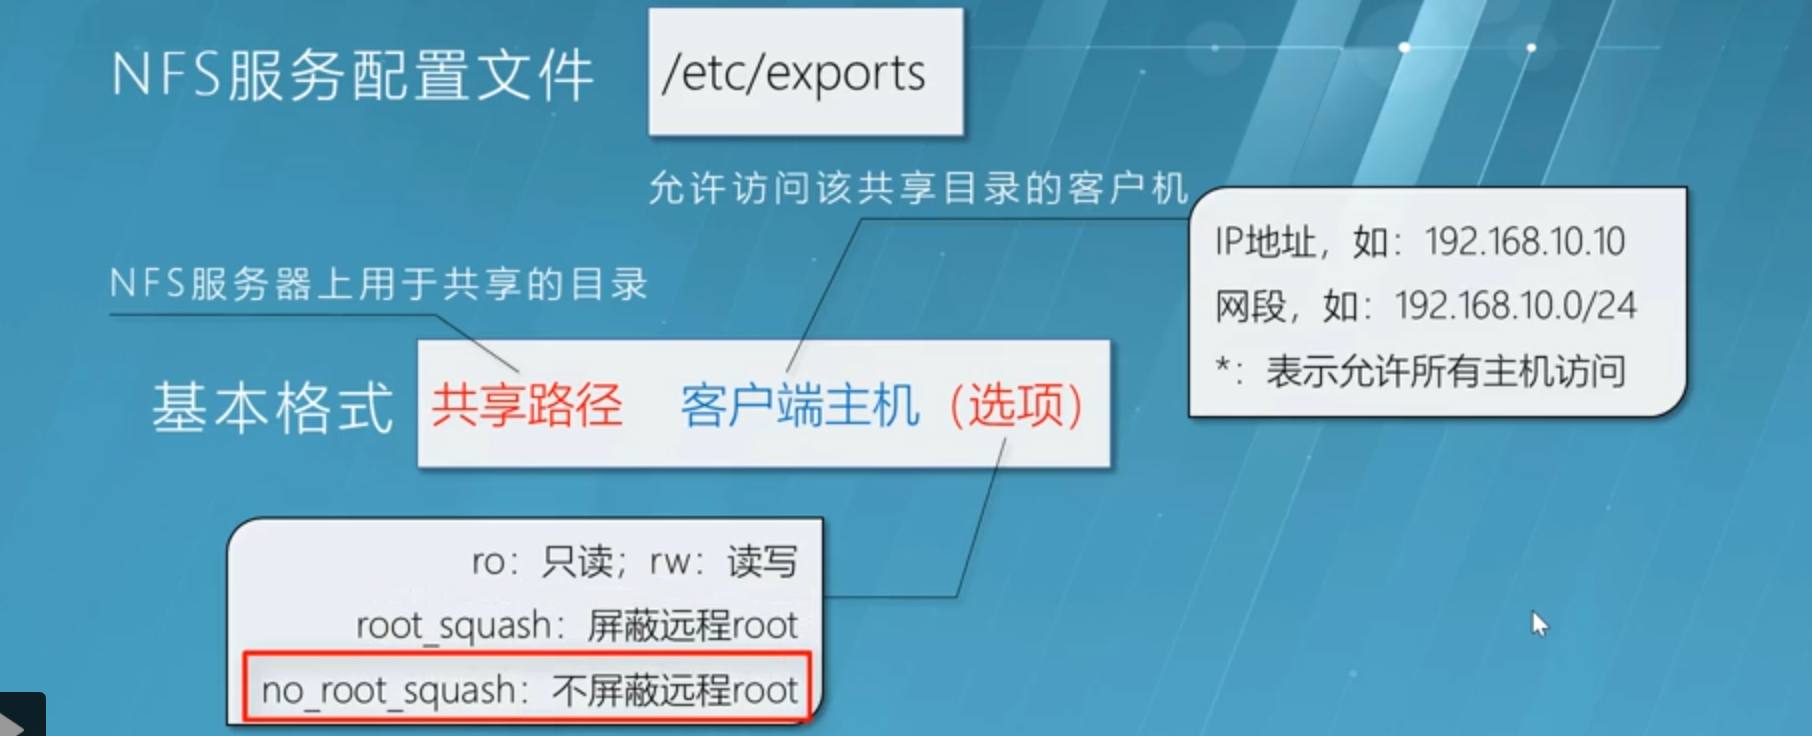 NFS服务配置文件
/etc/exports
允许访问该共享目录的客户机
IP地址，如：192.168.10.10
网段，如：192.168.10.0/24
*：表示允许所有主机访问
NFS服务器上用于共享的目录
基本格式
共享路径 客户端主机（选项）
ro：只读；rw：读写
root_squash：屏蔽远程root
no_root_squash：不屏蔽远程root